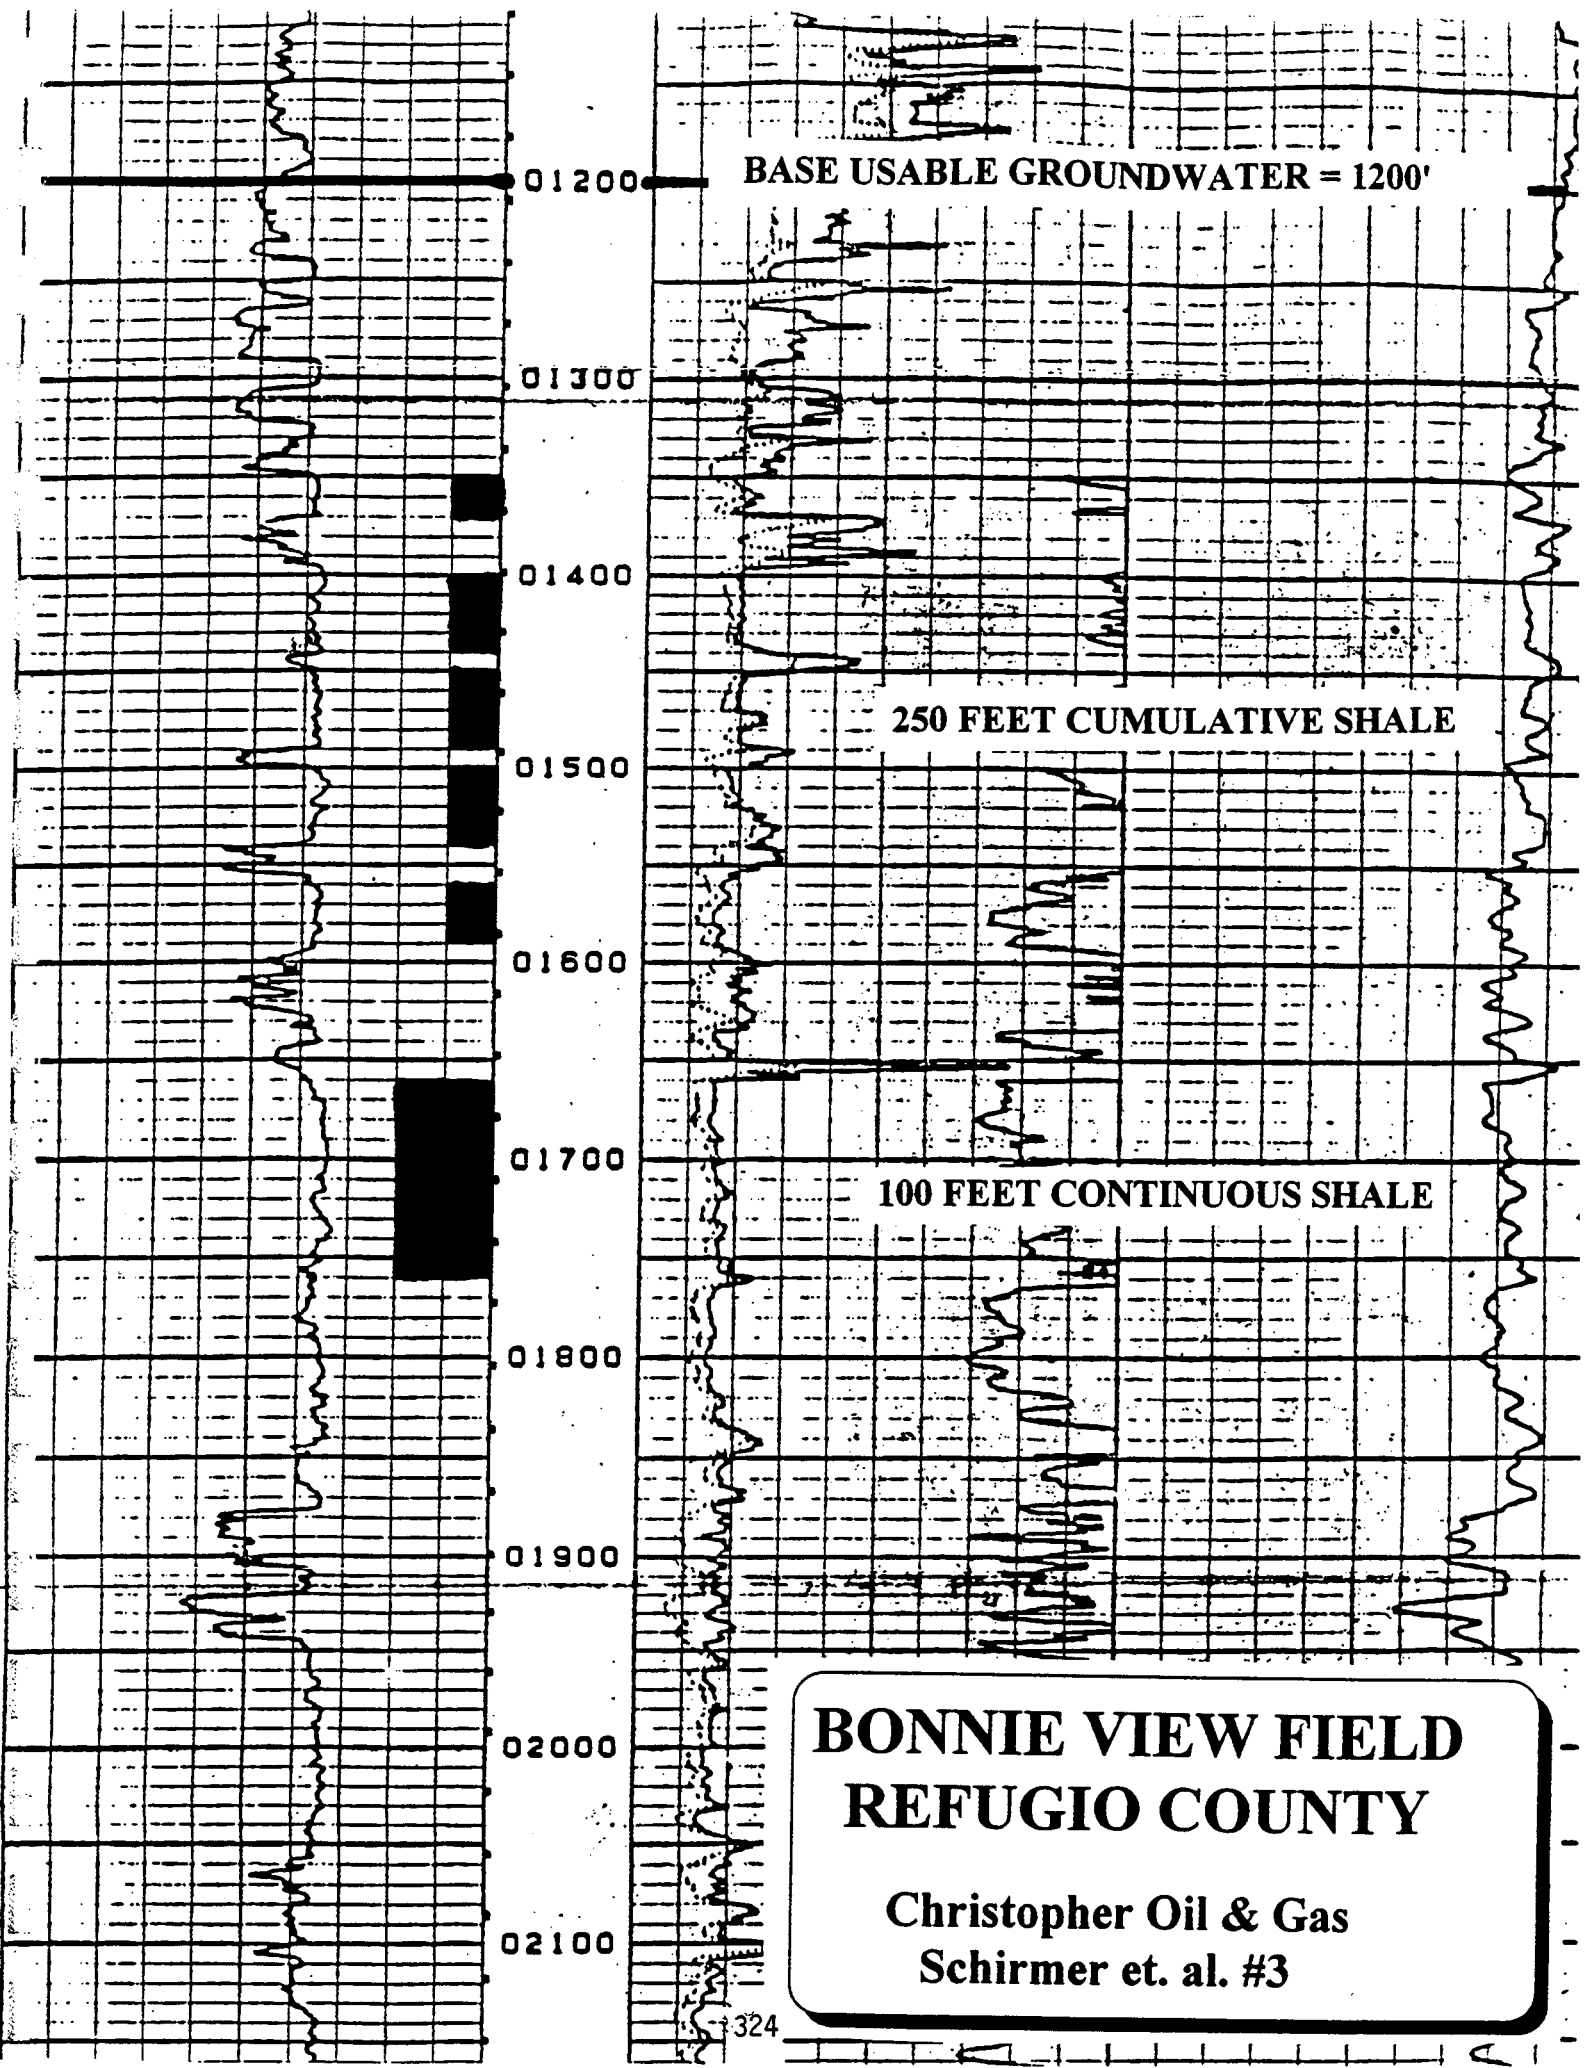 01200
BASE USABLE GROUNDWATER = 1200'
01300
01400
250 FEET CUMULATIVE SHALE
01500
01600
01700
100 FEET CONTINUOUS SHALE
01800
01900
02000
BONNIE VIEW FIELD
REFUGIO COUNTY
Christopher Oil & Gas
Schirmer et. al. #3
02100
324